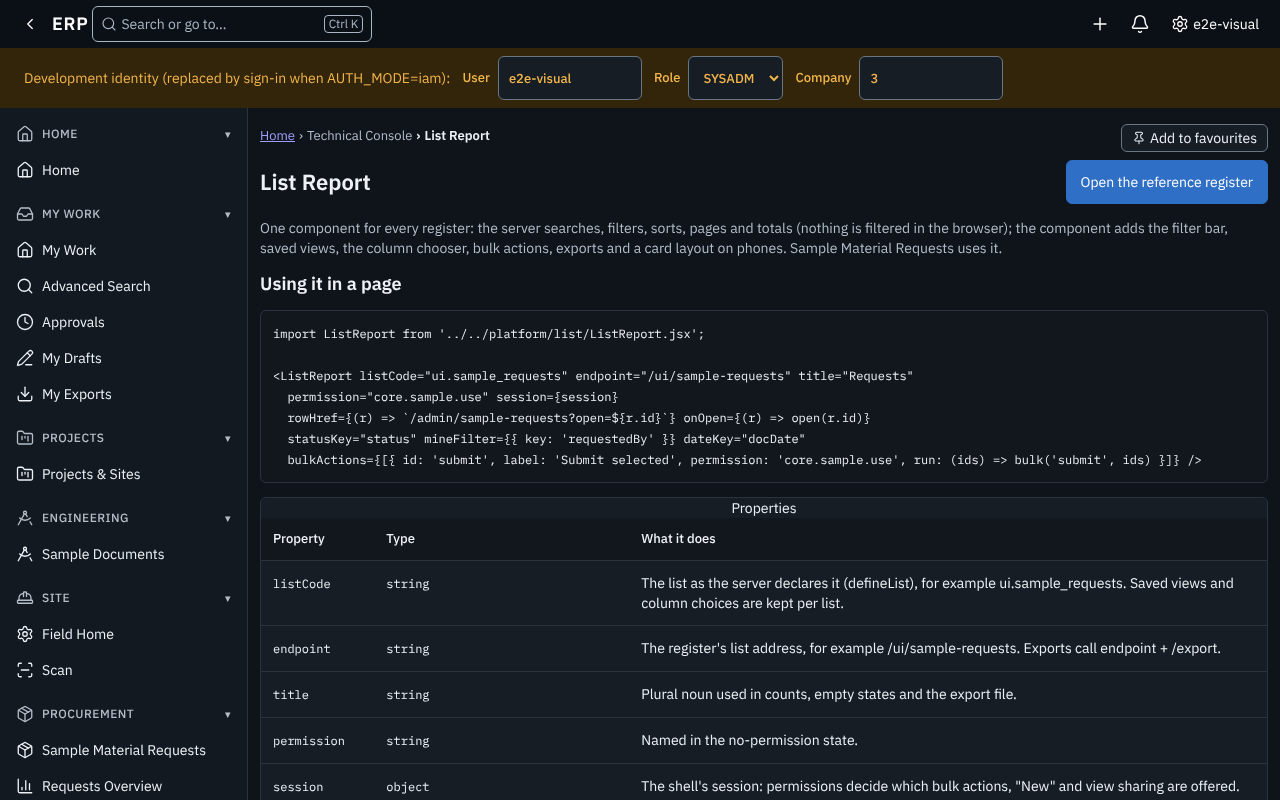 ERP
Search or go to...
Ctrl K
e2e-visual
Development identity (replaced by sign-in when AUTH_MODE=iam):
User
e2e-visual
Role
SYSADM
Company
3
HOME
Home
MY WORK
My Work
Advanced Search
Approvals
My Drafts
My Exports
PROJECTS
Projects & Sites
ENGINEERING
Sample Documents
SITE
Field Home
Scan
PROCUREMENT
Sample Material Requests
Requests Overview
Home › Technical Console › List Report
Add to favourites
List Report
Open the reference register
One component for every register: the server searches, filters, sorts, pages and totals (nothing is filtered in the browser); the component adds the filter bar,
saved views, the column chooser, bulk actions, exports and a card layout on phones. Sample Material Requests uses it.
Using it in a page
import ListReport from '../../platform/list/ListReport.jsx';
<ListReport listCode="ui.sample_requests" endpoint="/ui/sample-requests" title="Requests"
permission="core.sample.use" session={session}
rowHref={(r) => `/admin/sample-requests?open=${r.id}`} onOpen={(r) => open(r.id)}
statusKey="status" mineFilter={{ key: 'requestedBy' }} dateKey="docDate"
bulkActions={[{ id: 'submit', label: 'Submit selected', permission: 'core.sample.use', run: (ids) => bulk('submit', ids) }]} />
Properties
Property Type What it does
listCode string The list as the server declares it (defineList), for example ui.sample_requests. Saved views and
column choices are kept per list.
endpoint string The register's list address, for example /ui/sample-requests. Exports call endpoint + /export.
title string Plural noun used in counts, empty states and the export file.
permission string Named in the no-permission state.
session object The shell's session: permissions decide which bulk actions, "New" and view sharing are offered.